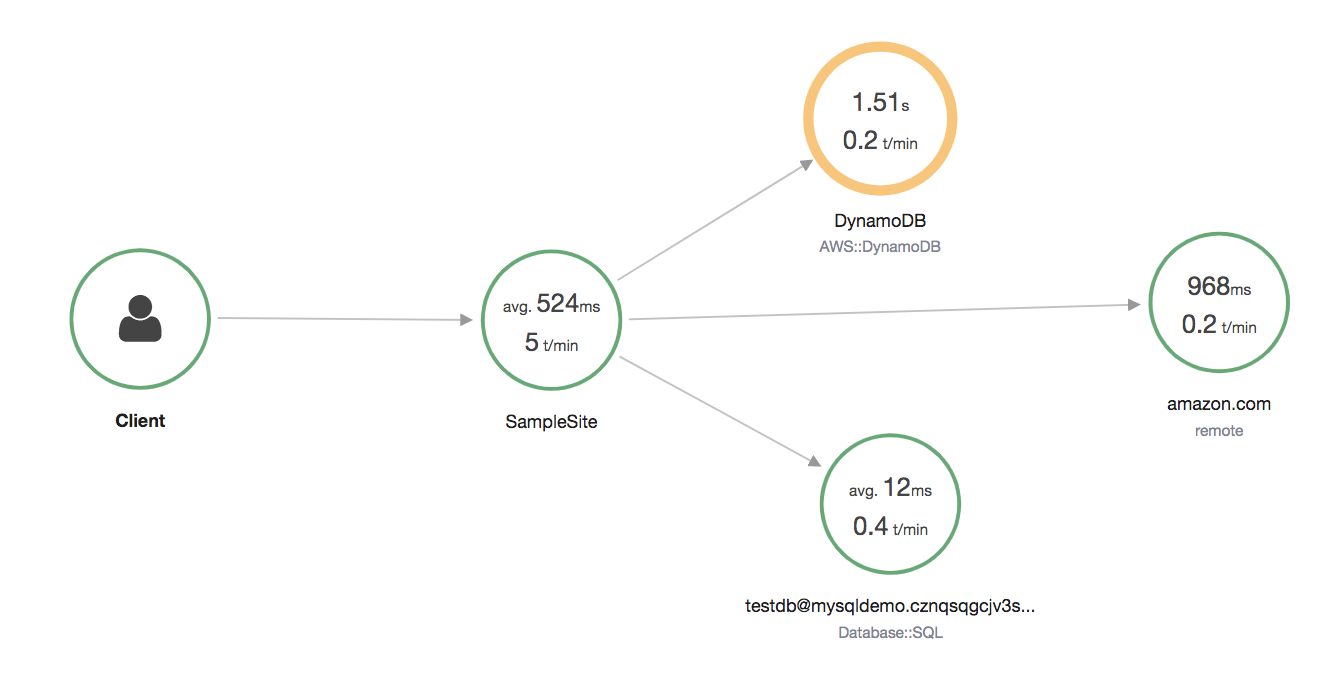 1.51s
0.2 t/min
DynamoDB
AWS::DynamoDB
Client
avg. 524ms
5 t/min
SampleSite
968ms
0.2 t/min
amazon.com
remote
avg. 12ms
0.4 t/min
testdb@mysqldemo.cznqsqgcjv3s...
Database::SQL